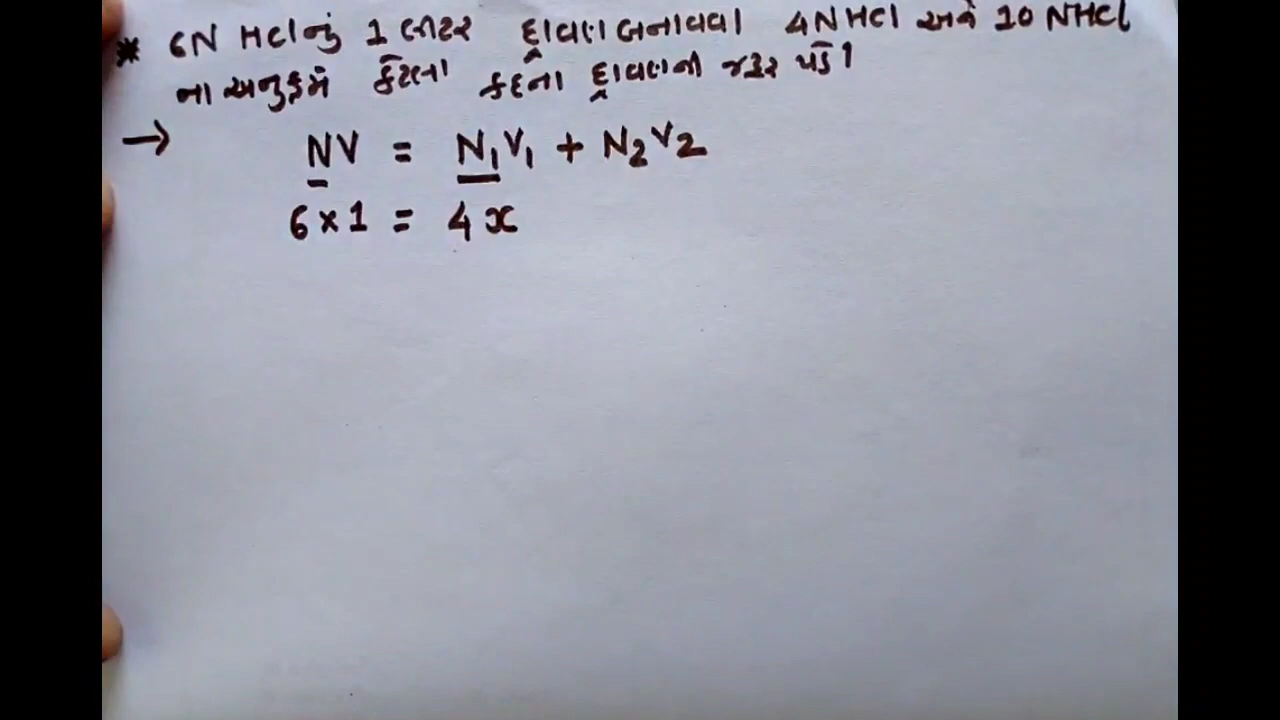 * 6N HClનું 1 લીટર દ્રાવણ બનાવવા 4N HCl અને 10 NHCl
ના અનુક્રમે કેટલા કદના દ્રાવણની જરૂર પડે ।
→ NV = N₁V₁ + N₂V₂
6 × 1 = 4x